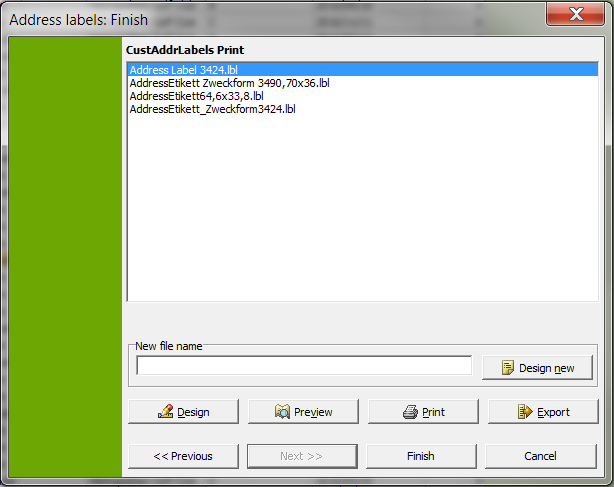 Address labels: Finish
CustAddrLabels Print
Address Label 3424.lbl
AddressEtikett Zweckform 3490,70x36.lbl
AddressEtikett64,6x33,8.lbl
AddressEtikett_Zweckform3424.lbl
New file name
Design new
Design
Preview
Print
Export
<< Previous
Next >>
Finish
Cancel